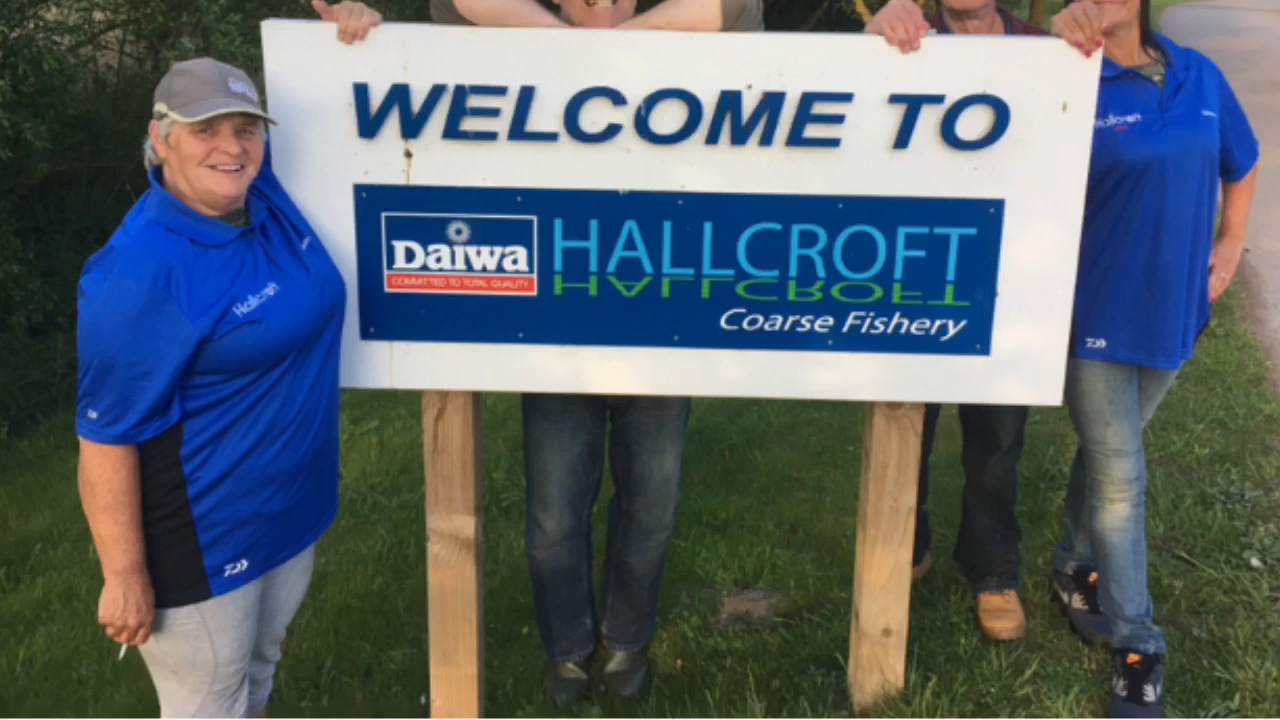 WELCOME TO
Daiwa
COMMITTED TO TOTAL QUALITY
HALLCROFT
HALLCROFT
Coarse Fishery
Hallcroft
Hallcroft